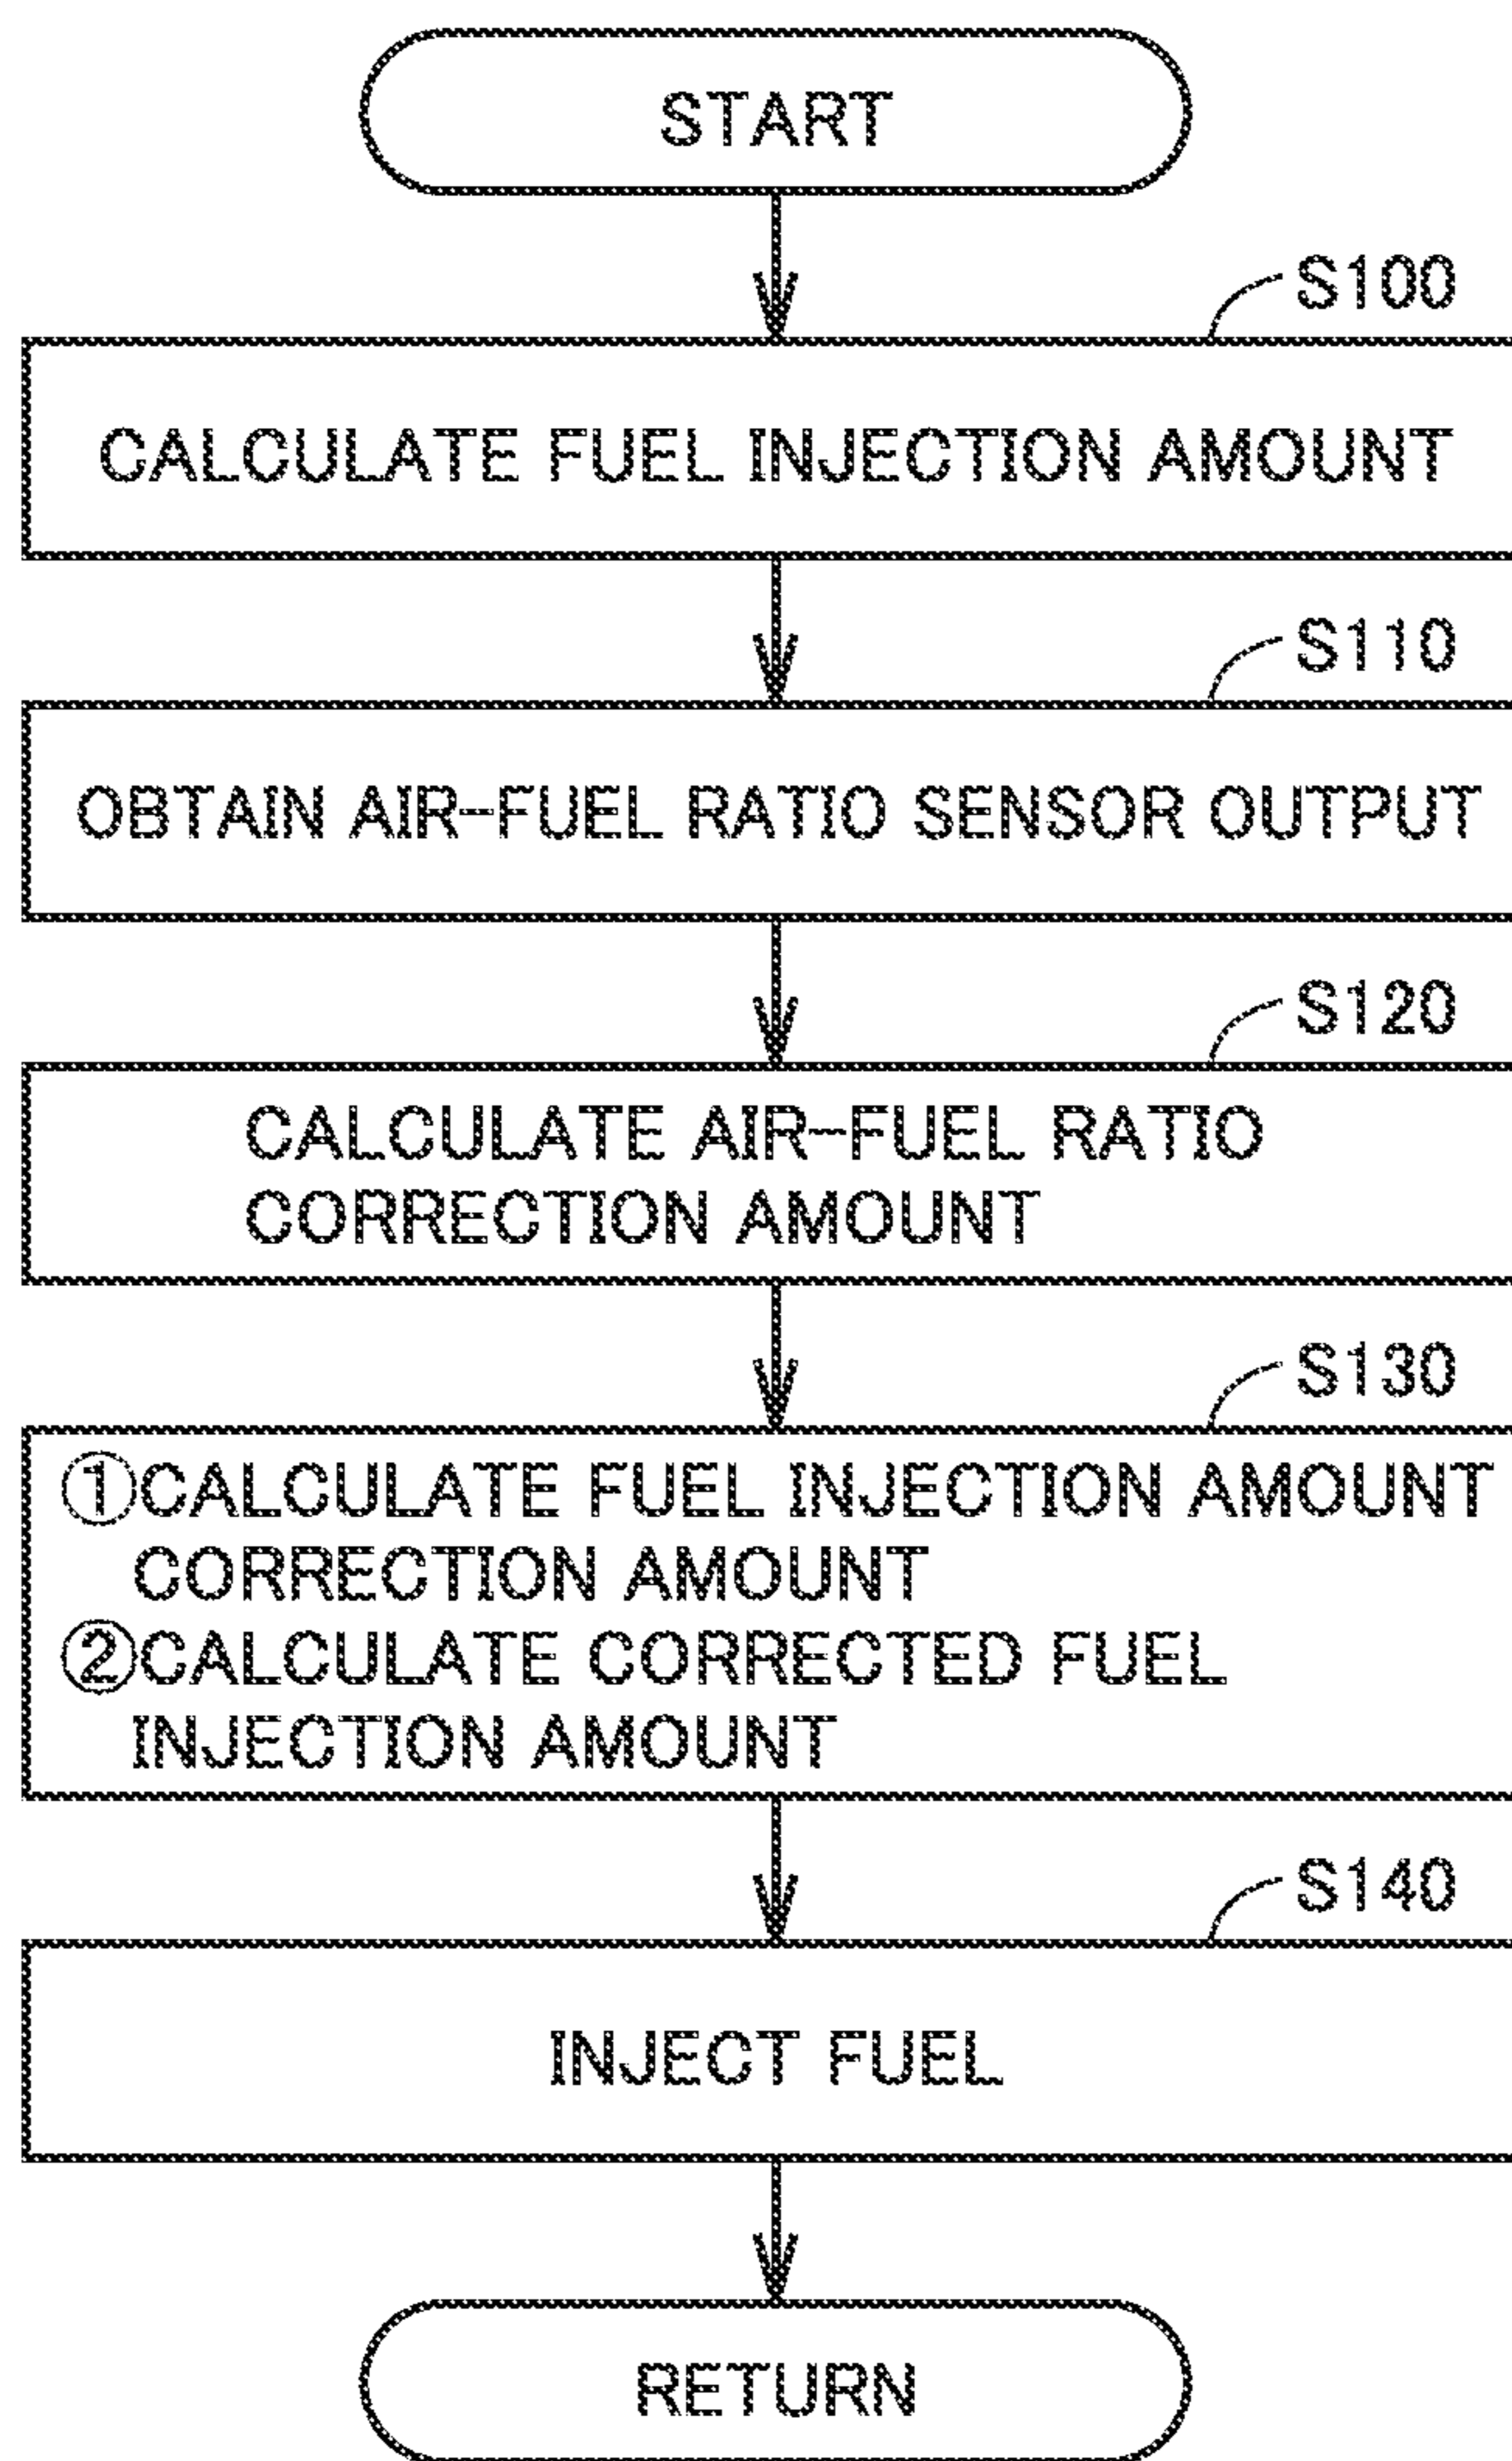 START
S100
CALCULATE FUEL INJECTION AMOUNT
S110
OBTAIN AIR-FUEL RATIO SENSOR OUTPUT
S120
CALCULATE AIR-FUEL RATIO
CORRECTION AMOUNT
S130
①CALCULATE FUEL INJECTION AMOUNT
CORRECTION AMOUNT
②CALCULATE CORRECTED FUEL
INJECTION AMOUNT
S140
INJECT FUEL
RETURN